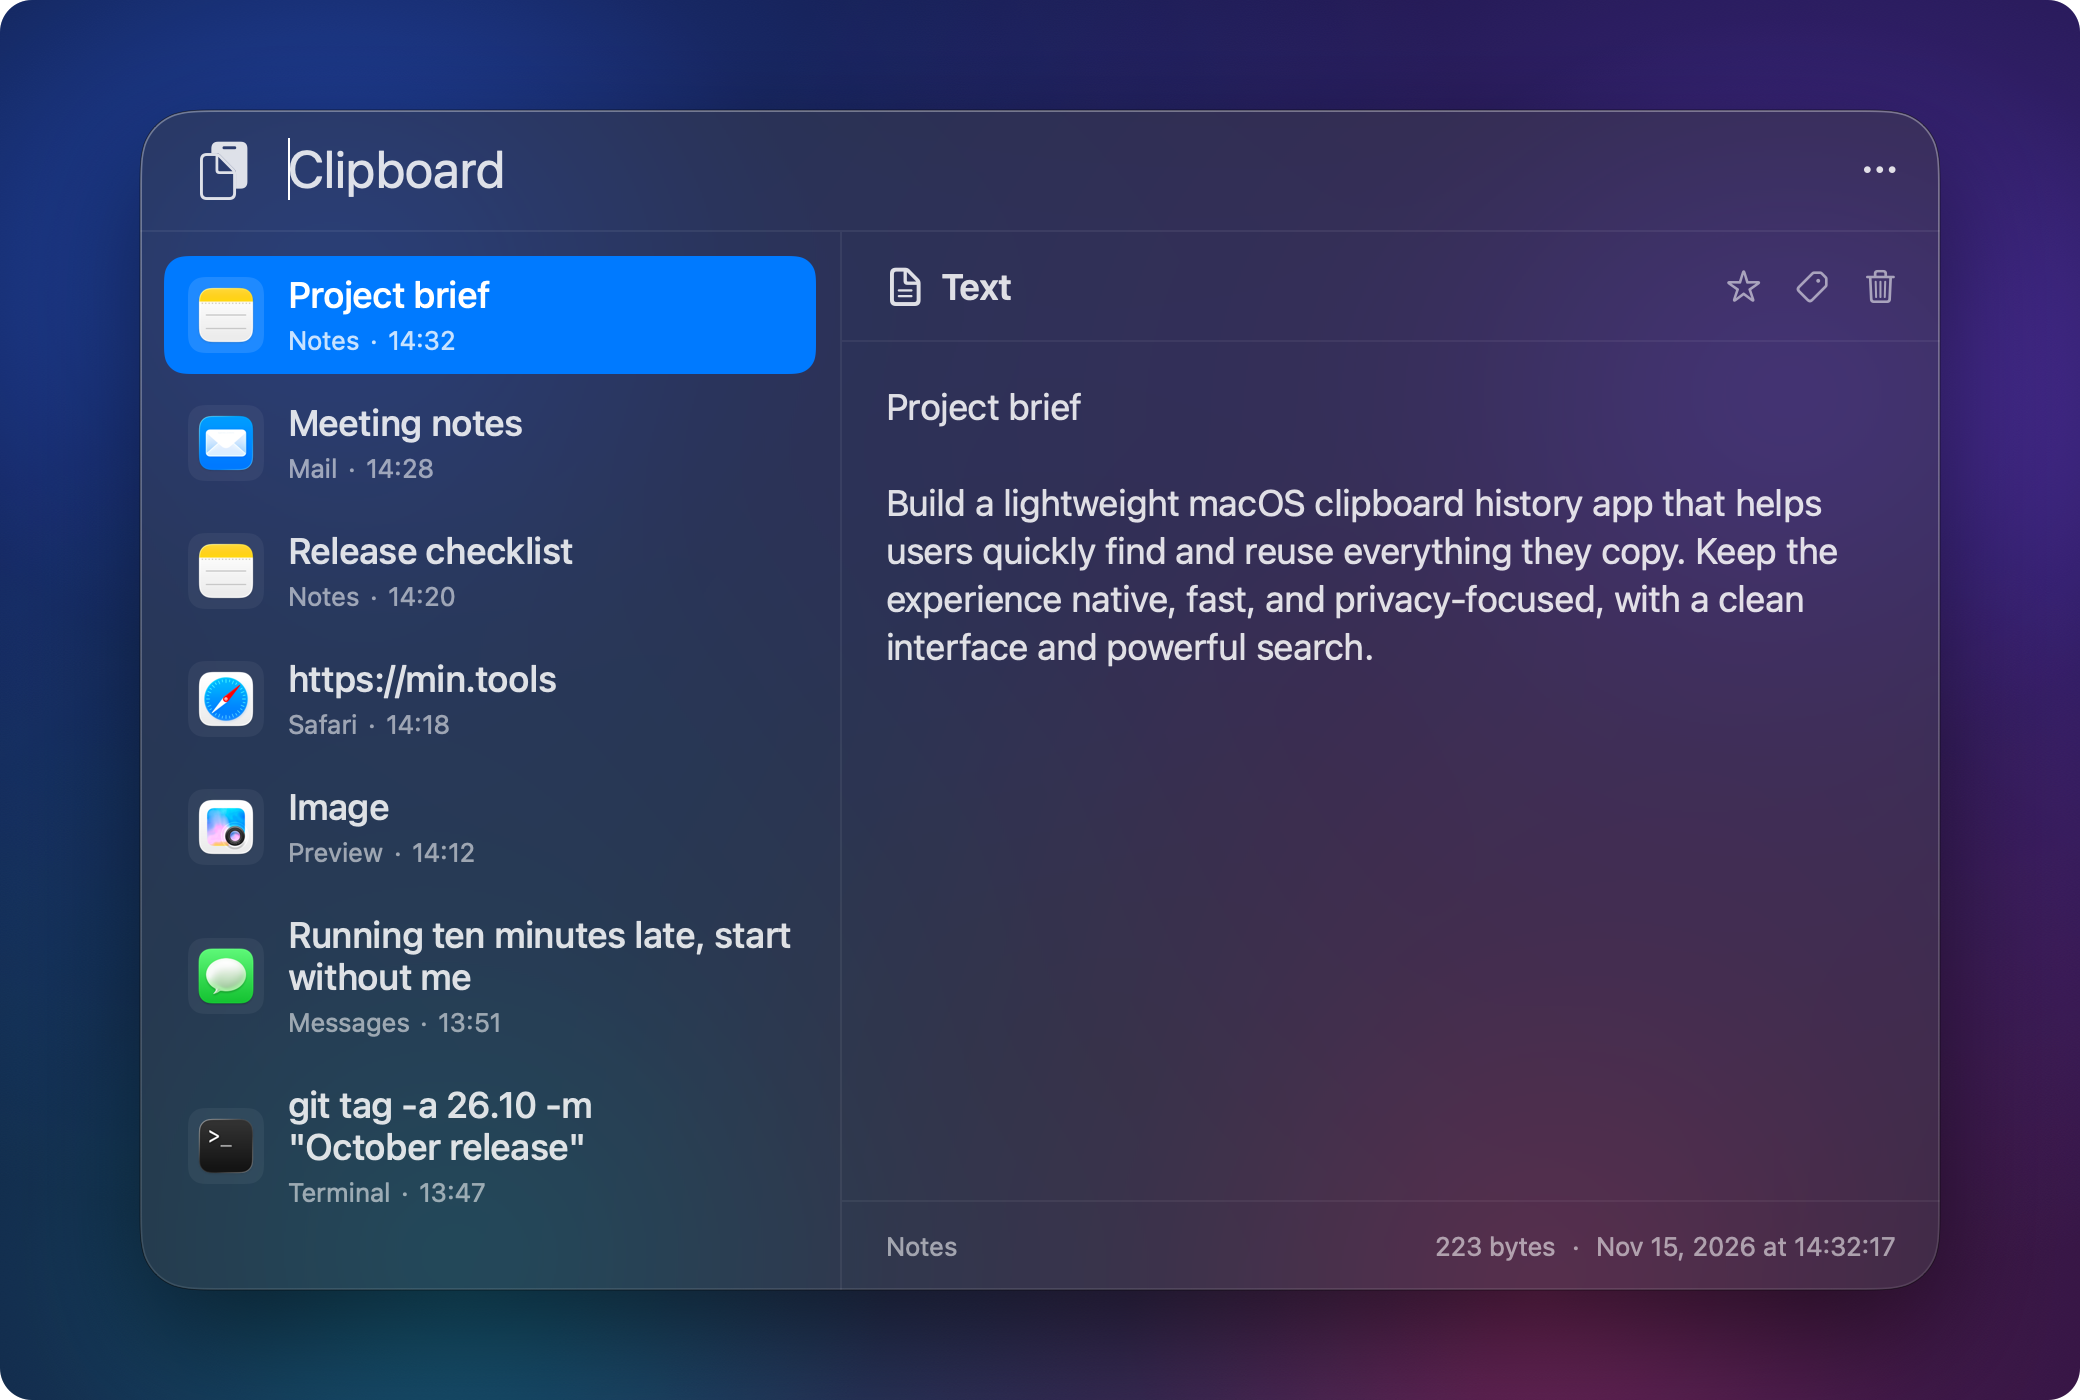 Clipboard
Project brief
Notes · 14:32
Meeting notes
Mail · 14:28
Release checklist
Notes · 14:20
https://min.tools
Safari · 14:18
Image
Preview · 14:12
Running ten minutes late, start
without me
Messages · 13:51
git tag -a 26.10 -m
"October release"
Terminal · 13:47
Text
Project brief
Build a lightweight macOS clipboard history app that helps
users quickly find and reuse everything they copy. Keep the
experience native, fast, and privacy-focused, with a clean
interface and powerful search.
Notes
223 bytes · Nov 15, 2026 at 14:32:17